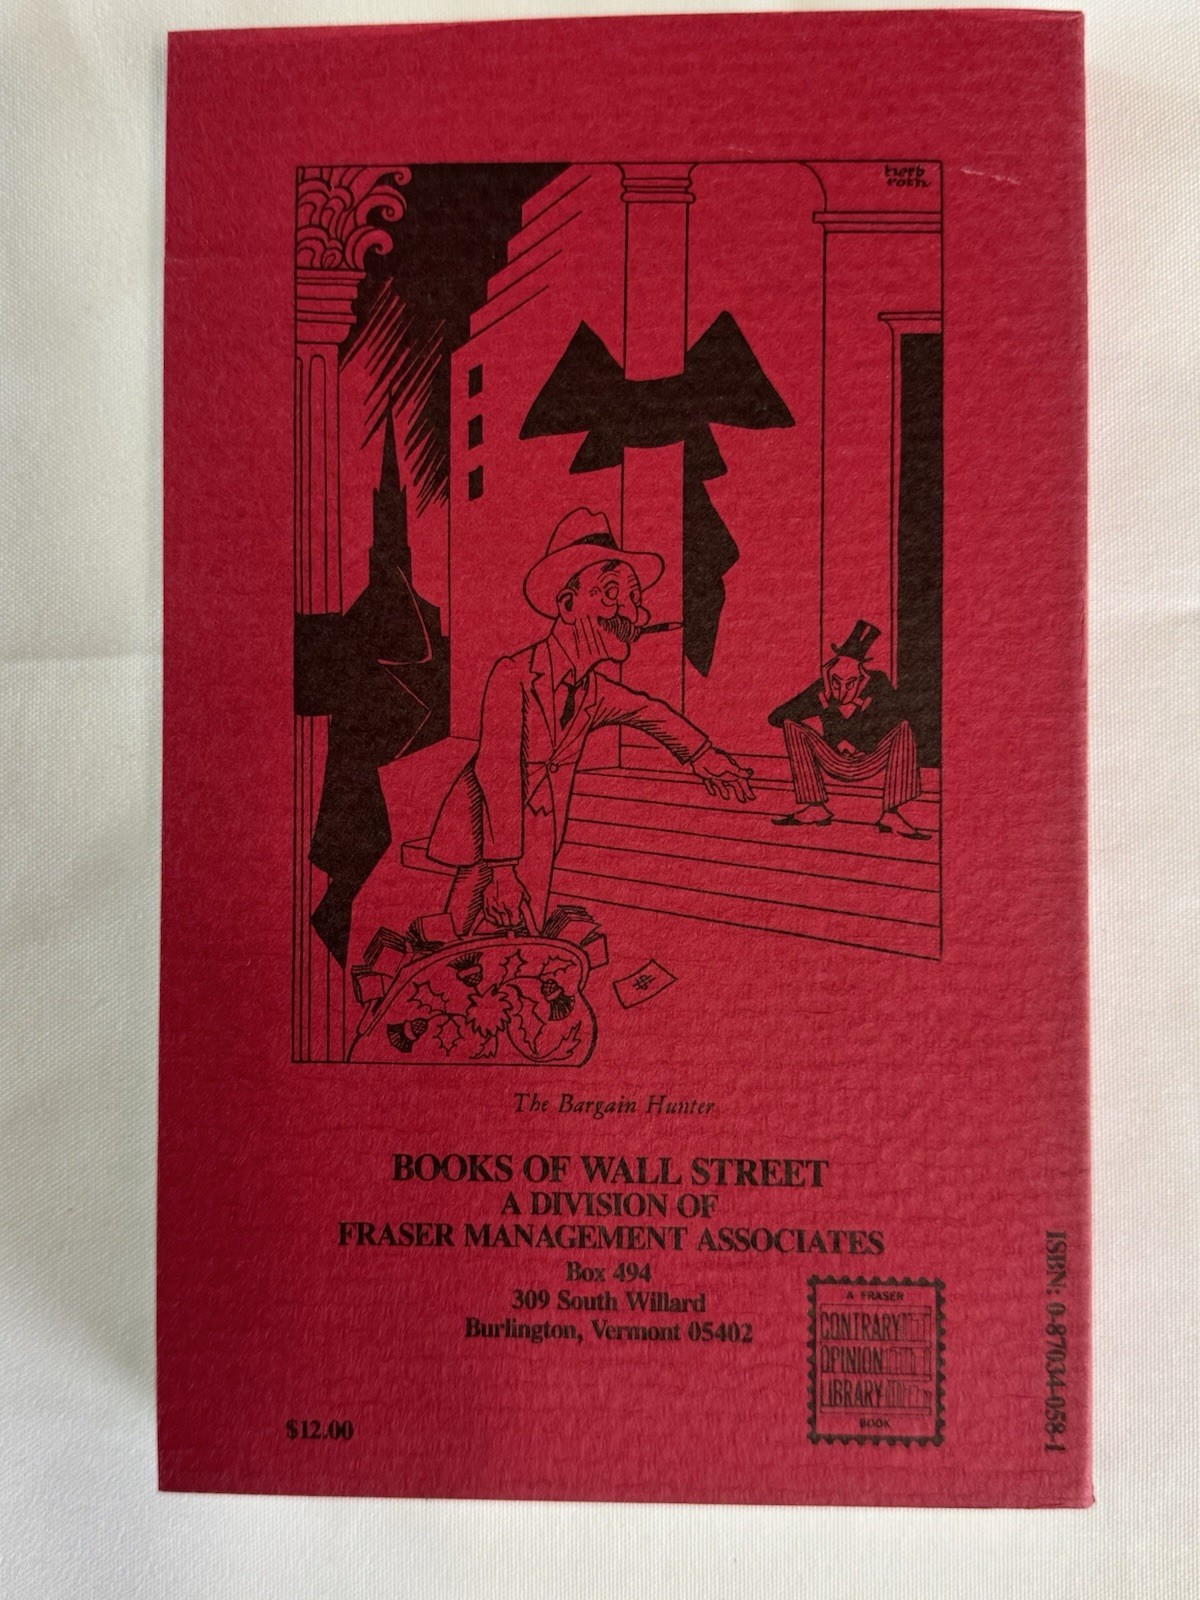 herb
roth
$
The Bargain Hunter
BOOKS OF WALL STREET
A DIVISION OF
FRASER MANAGEMENT ASSOCIATES
Box 494
309 South Willard
Burlington, Vermont 05402
A FRASER
CONTRARY
OPINION
LIBRARY
BOOK
$12.00
ISBN: 0-87034-058-1